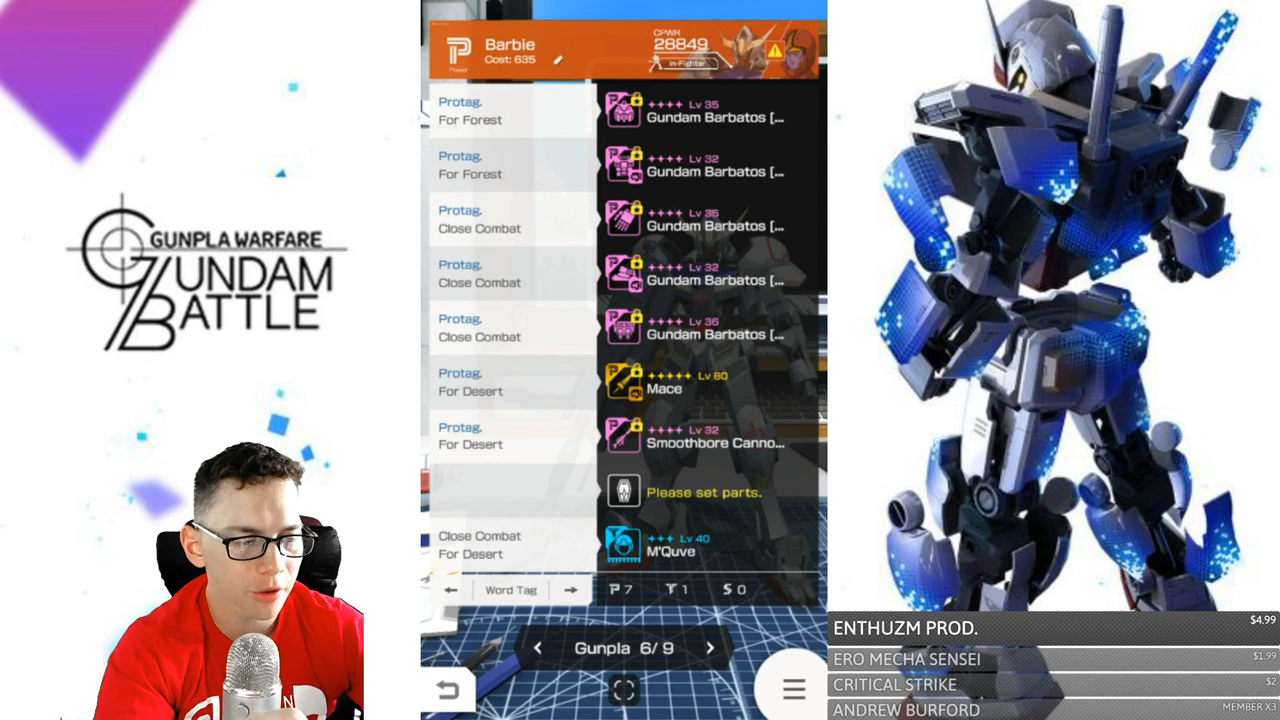 GUNPLA WARFARE
GUNDAM
BATTLE
P
Power
Barbie
Cost: 635
CPWR
28849
In-Fighter
Protag.
For Forest
Lv 35
Gundam Barbatos [...
Protag.
For Forest
Lv 32
Gundam Barbatos [...
Protag.
Close Combat
Lv 35
Gundam Barbatos [...
Protag.
Close Combat
Lv 32
Gundam Barbatos [...
Protag.
Close Combat
Lv 36
Gundam Barbatos [...
Protag.
For Desert
Lv 80
Mace
Protag.
For Desert
Lv 32
Smoothbore Canno...
Please set parts.
Close Combat
For Desert
Lv 40
M'Quve
← Word Tag →
P 7 T 1 S 0
< Gunpla 6/ 9 >
ENTHUZM PROD. $4.99
ERO MECHA SENSEI $1.99
CRITICAL STRIKE $2
ANDREW BURFORD MEMBER X3